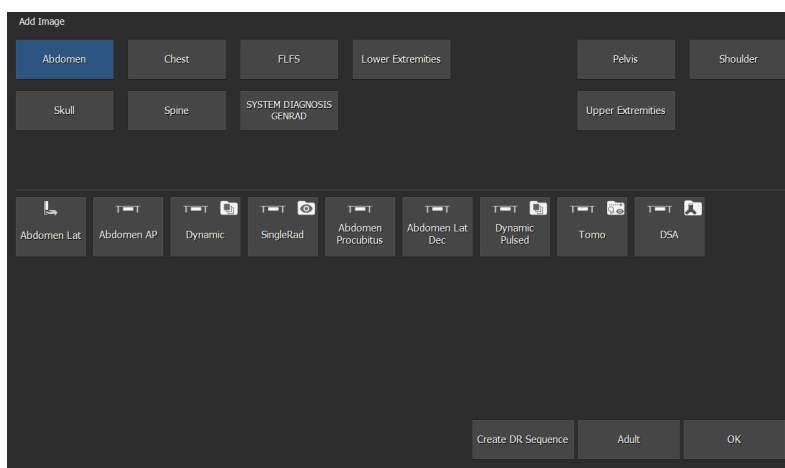 Add Image
Abdomen
Chest
FLFS
Lower Extremities
Pelvis
Shoulder
Skull
Spine
SYSTEM DIAGNOSIS
GENRAD
Upper Extremities
Abdomen Lat
Abdomen AP
Dynamic
SingleRad
Abdomen
Procubitus
Abdomen Lat
Dec
Dynamic
Pulsed
Tomo
DSA
Create DR Sequence
Adult
OK